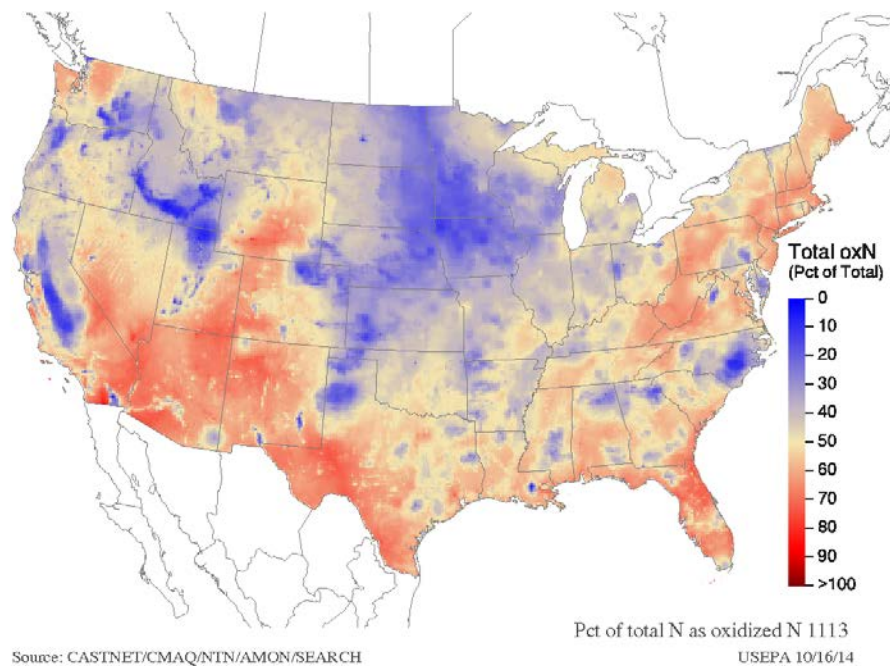 Total oxN
(Pct of Total)
0
10
20
30
40
50
60
70
80
90
>100
Pct of total N as oxidized N 1113
Source: CASTNET/CMAQ/NTN/AMON/SEARCH
USEPA 10/16/14